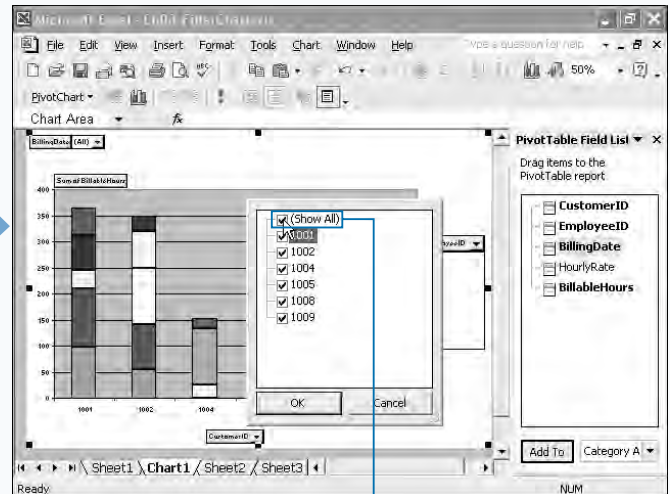 Microsoft Excel - Ch04 FilterChart.xls
File Edit View Insert Format Tools Chart Window Help
Type a question for help
50%
PivotChart
Chart Area fx
BillingDate (All)
PivotTable Field List
Drag items to the
PivotTable report
Sum of BillableHours
400
350
300
250
200
150
100
50
0
1001 1002 1004
CustomerID
(Show All)
1001
1002
1004
1005
1008
1009
OK Cancel
CustomerID
EmployeeID
BillingDate
HourlyRate
BillableHours
Add To Category A
Sheet1 Chart1 Sheet2 Sheet3
Ready NUM